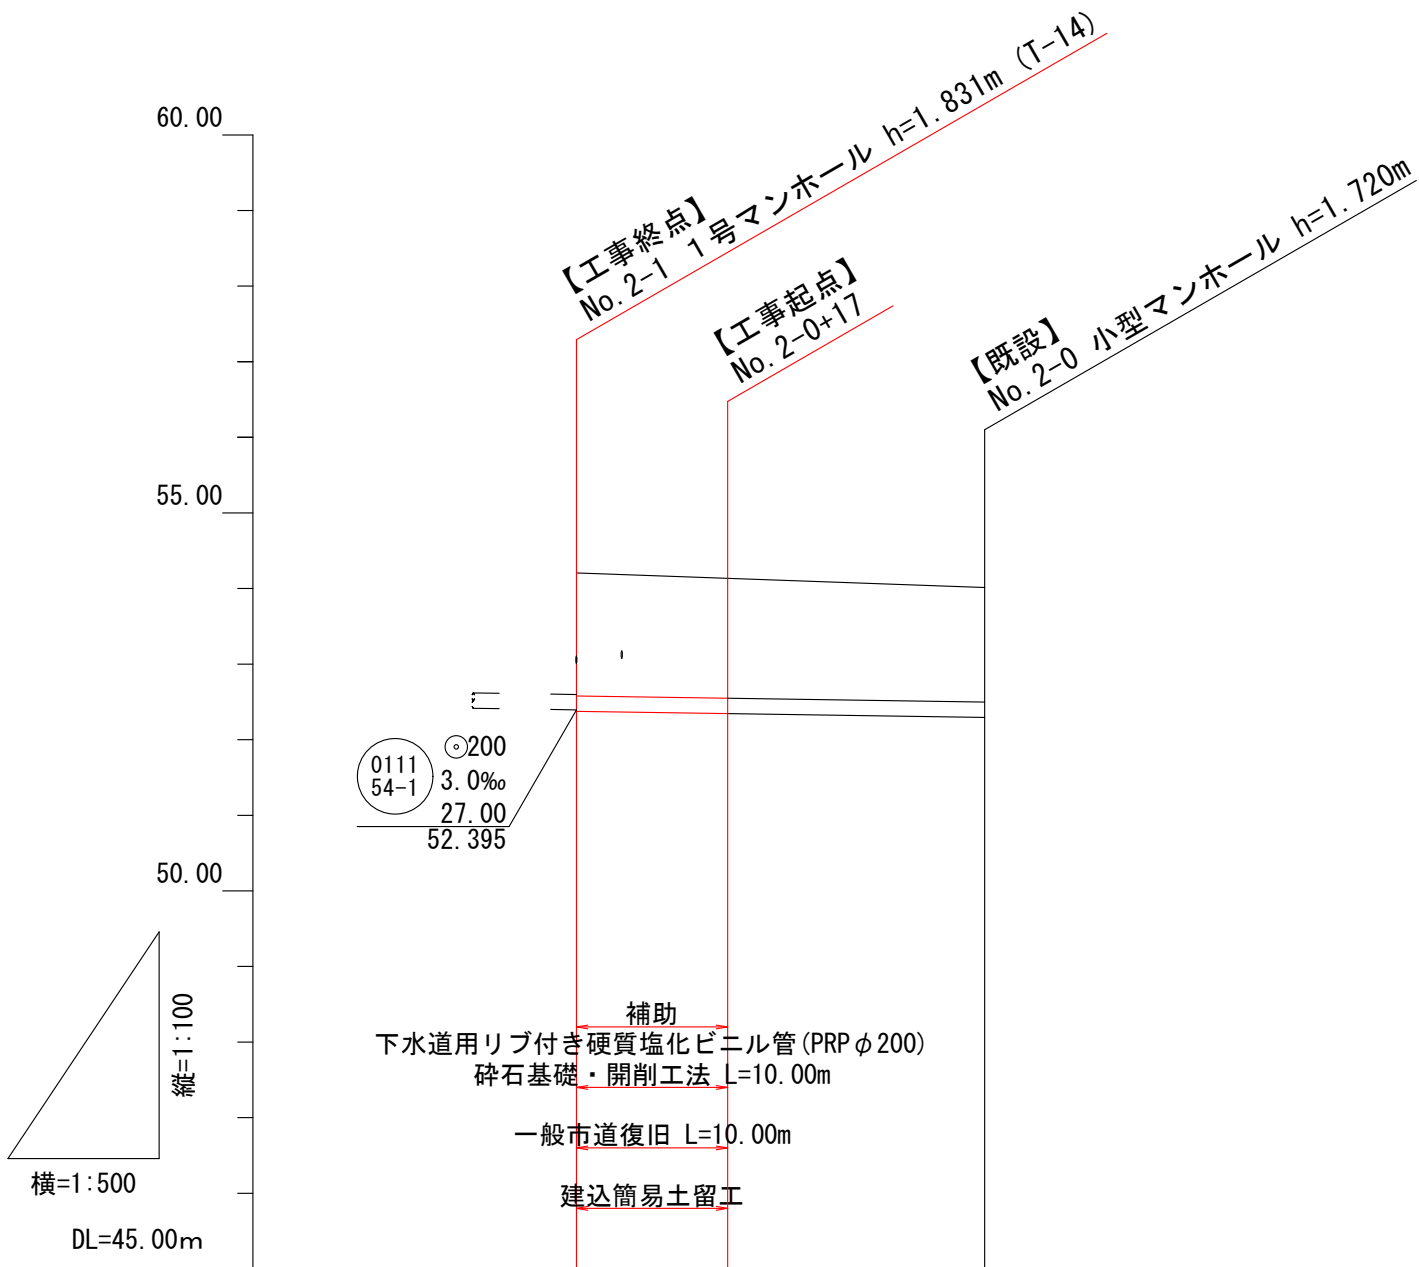 60.00
55.00
50.00
【工事終点】
No.2-1 1号マンホール h=1.831m (T-14)
【工事起点】
No.2-0+17
【既設】
No.2-0 小型マンホール h=1.720m
0111
54-1
200
3.0‰
27.00
52.395
補助
下水道用リブ付き硬質塩化ビニル管(PRPφ200)
砕石基礎・開削工法 L=10.00m
一般市道復旧 L=10.00m
建込簡易土留工
縦=1:100
横=1:500
DL=45.00m